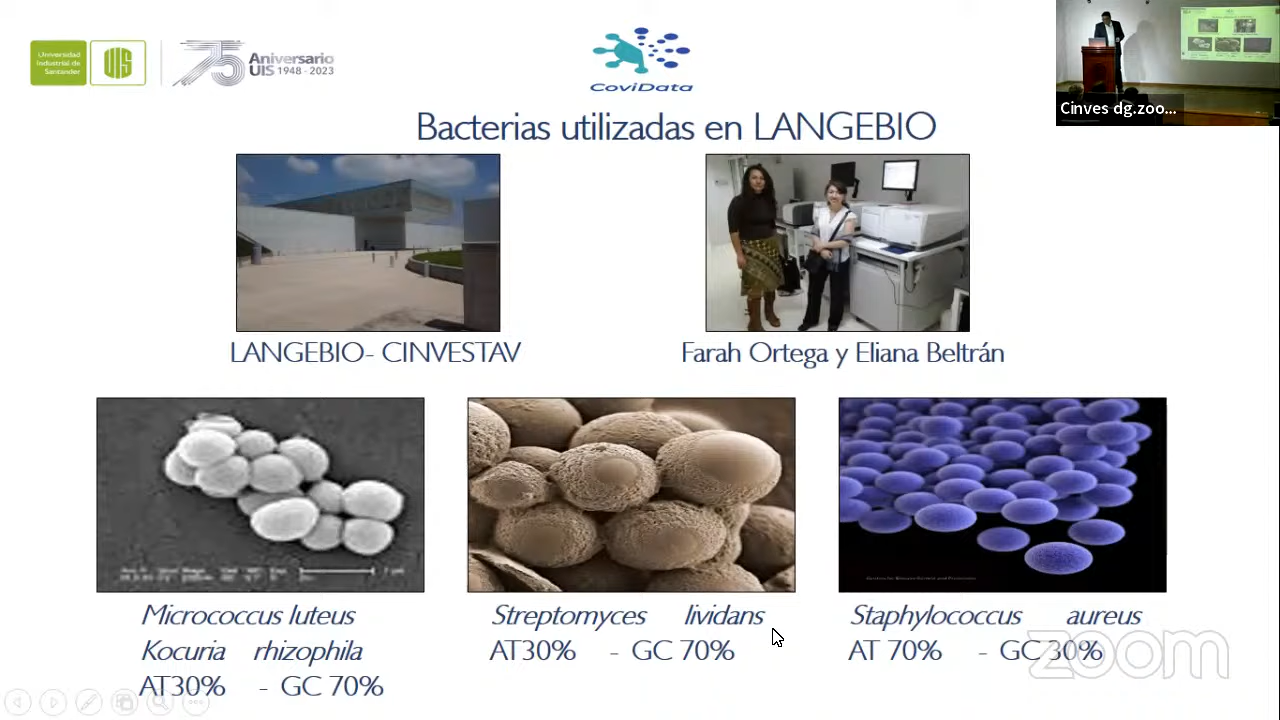 Universidad
Industrial de
Santander
UIS
75 Aniversario
UIS 1948 - 2023
CoviData
Cinves dg.zoo...
Bacterias utilizadas en LANGEBIO
LANGEBIO- CINVESTAV
Farah Ortega y Eliana Beltrán
Micrococcus luteus
Kocuria rhizophila
AT30% - GC 70%
Streptomyces lividans
AT30% - GC 70%
Staphylococcus aureus
AT 70% - GC 30%
zoom